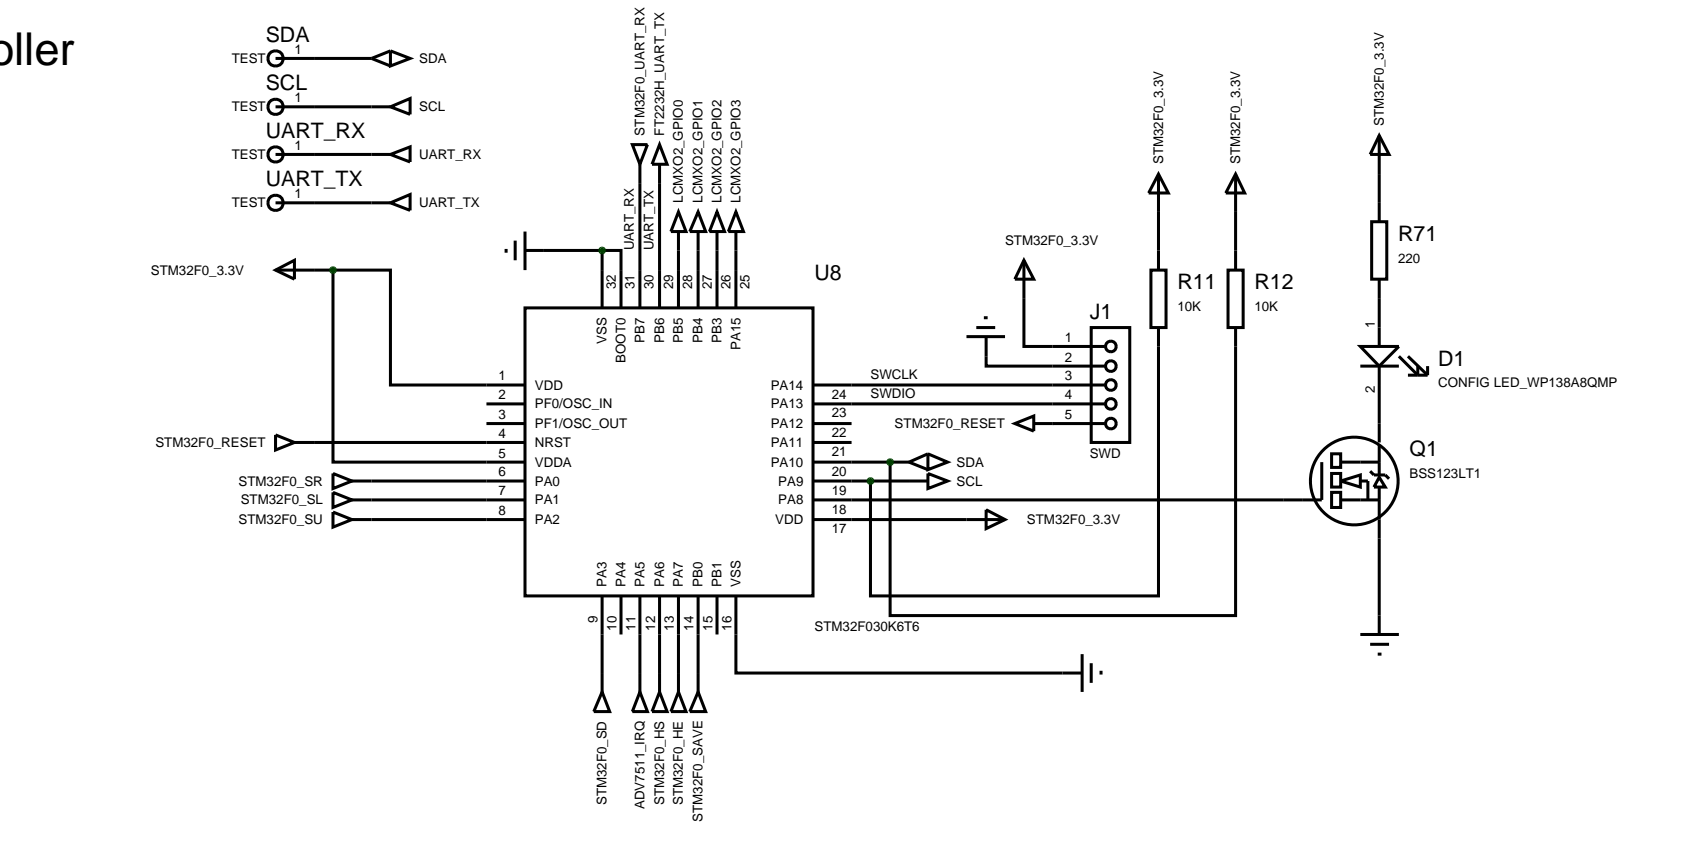 oller
SDA
TEST 1 SDA
SCL
TEST 1 SCL
UART_RX
TEST 1 UART_RX
UART_TX
TEST 1 UART_TX
STM32F0_UART_RX
FT2232H_UART_TX
LCMXO2_GPIO0
LCMXO2_GPIO1
LCMXO2_GPIO2
LCMXO2_GPIO3
UART_RX
UART_TX
32
31
30
29
28
27
26
25
VSS
BOOT0
PB7
PB6
PB5
PB4
PB3
PA15
U8
STM32F0_3.3V
1 VDD
2 PF0/OSC_IN
3 PF1/OSC_OUT
STM32F0_RESET 4 NRST
5 VDDA
STM32F0_SR 6 PA0
STM32F0_SL 7 PA1
STM32F0_SU 8 PA2
PA14 24 SWCLK
PA13 23 SWDIO
PA12 22
PA11 21
PA10 20 SDA
PA9 19 SCL
PA8 18
VDD 17 STM32F0_3.3V
PA3
PA4
PA5
PA6
PA7
PB0
PB1
VSS
9
10
11
12
13
14
15
16
STM32F030K6T6
STM32F0_SD
ADV7511_IRQ
STM32F0_HS
STM32F0_HE
STM32F0_SAVE
STM32F0_3.3V
J1
1
2
3
4
STM32F0_RESET 5
SWD
STM32F0_3.3V
R11
10K
STM32F0_3.3V
R12
10K
STM32F0_3.3V
R71
220
1
D1
CONFIG LED_WP138A8QMP
2
Q1
BSS123LT1